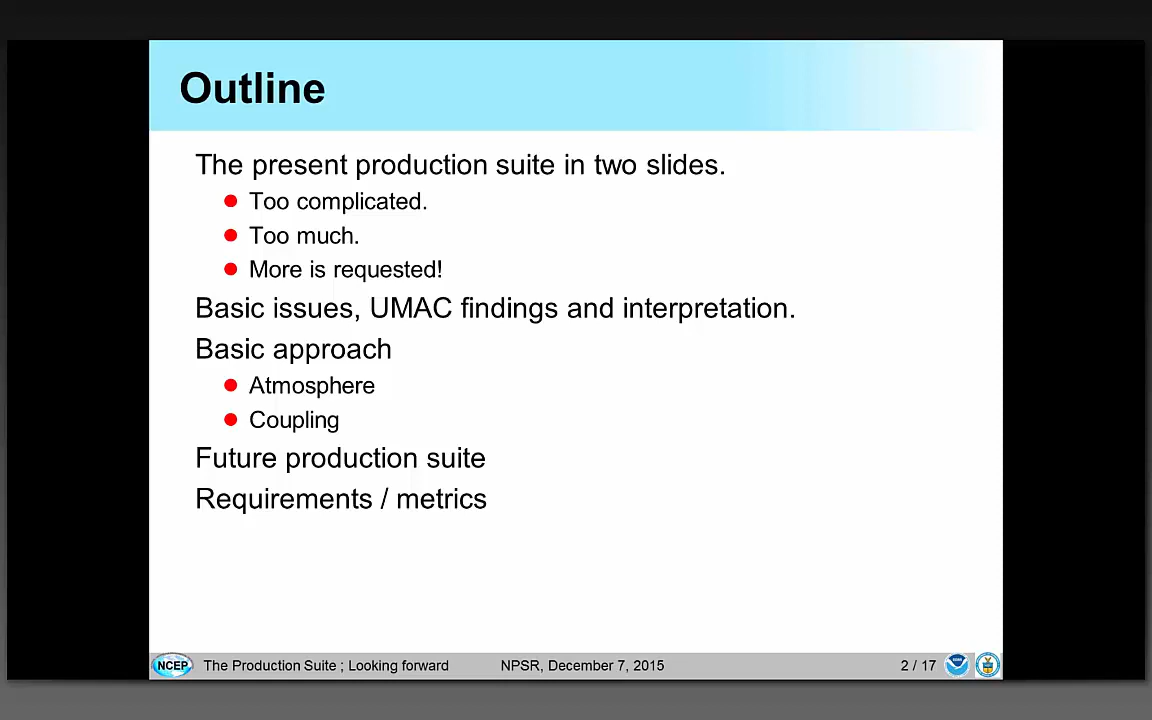 Outline
The present production suite in two slides.
Too complicated.
Too much.
More is requested!
Basic issues, UMAC findings and interpretation.
Basic approach
Atmosphere
Coupling
Future production suite
Requirements / metrics
NCEP The Production Suite ; Looking forward NPSR, December 7, 2015 2 / 17